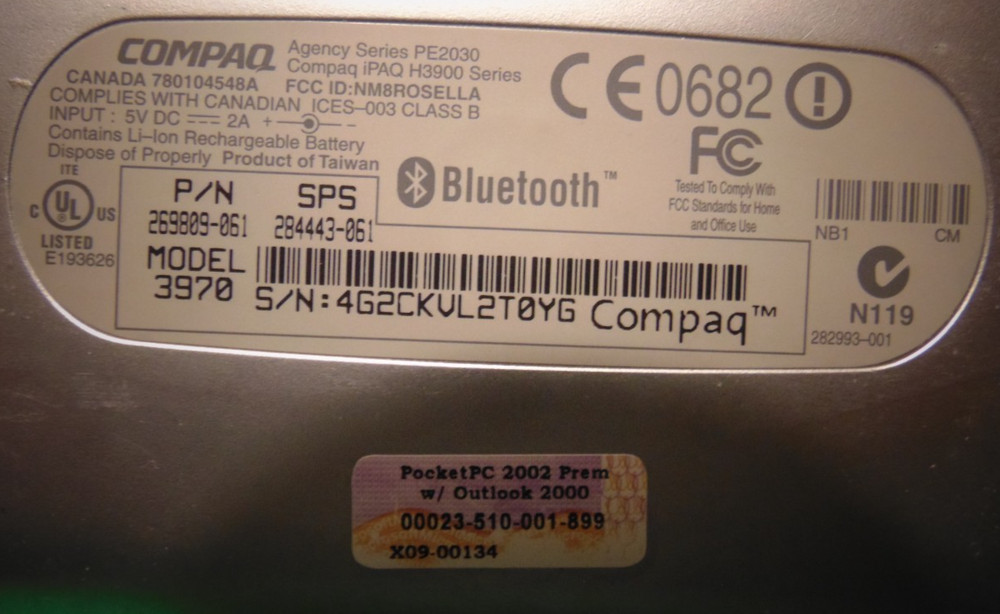 COMPAQ
Agency Series PE2030
Compaq iPAQ H3900 Series
CANADA 780104548A FCC ID:NM8ROSELLA
COMPLIES WITH CANADIAN ICES-003 CLASS B
INPUT : 5V DC 2A + -
Contains Li-Ion Rechargeable Battery
Dispose of Properly Product of Taiwan
CE 0682
FC
Tested To Comply With
FCC Standards for Home
and Office Use
Bluetooth™
ITE
C UL US
LISTED
E193626
P/N SPS
269809-061 284443-061
MODEL
3970 S/N:4G2CKVL2T0YG Compaq™
NB1 CM
N119
282993-001
PocketPC 2002 Prem
w/ Outlook 2000
00023-510-001-899
X09-00134